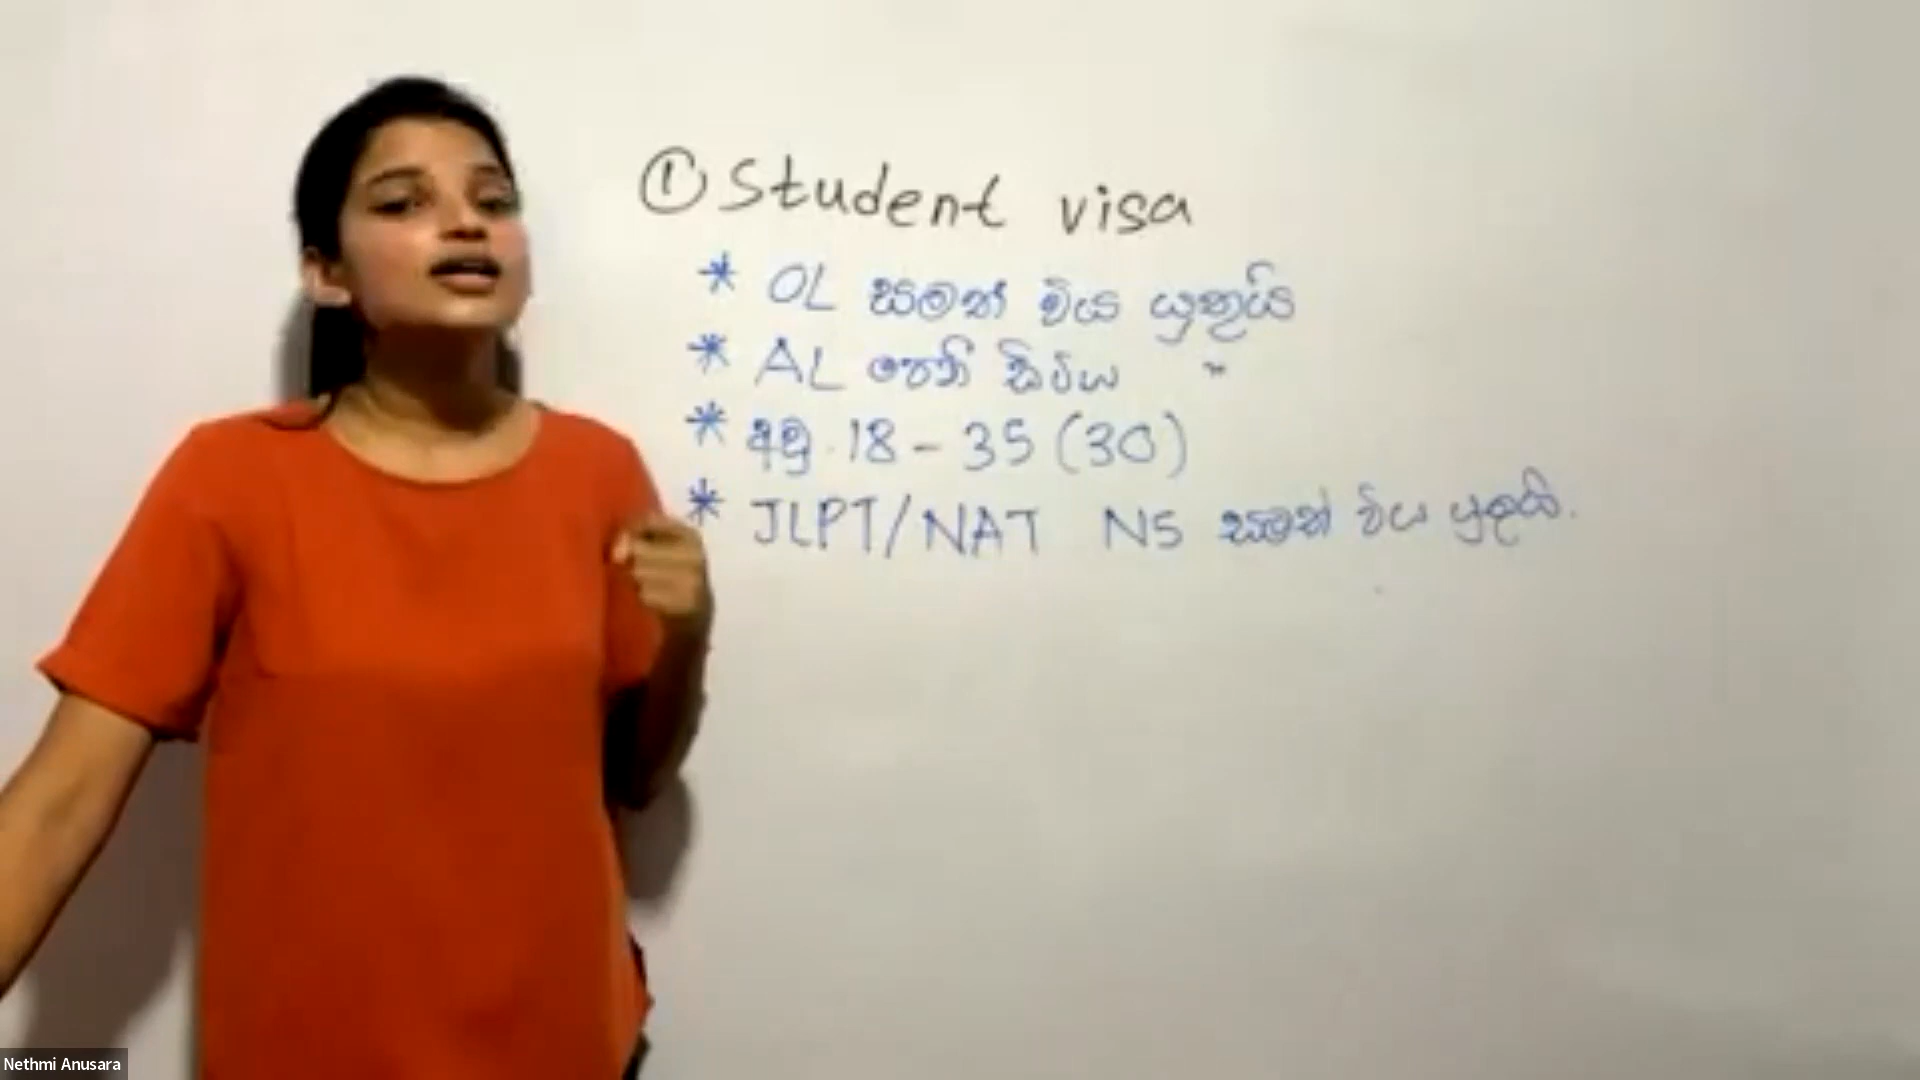 ① Student visa
* OL සමත් විය යුතුයි
* AL පෙනී සිටිය "
* අවු. 18 - 35 (30)
* JLPT/NAT N5 සමත් විය යුතුයි.
Nethmi Anusara